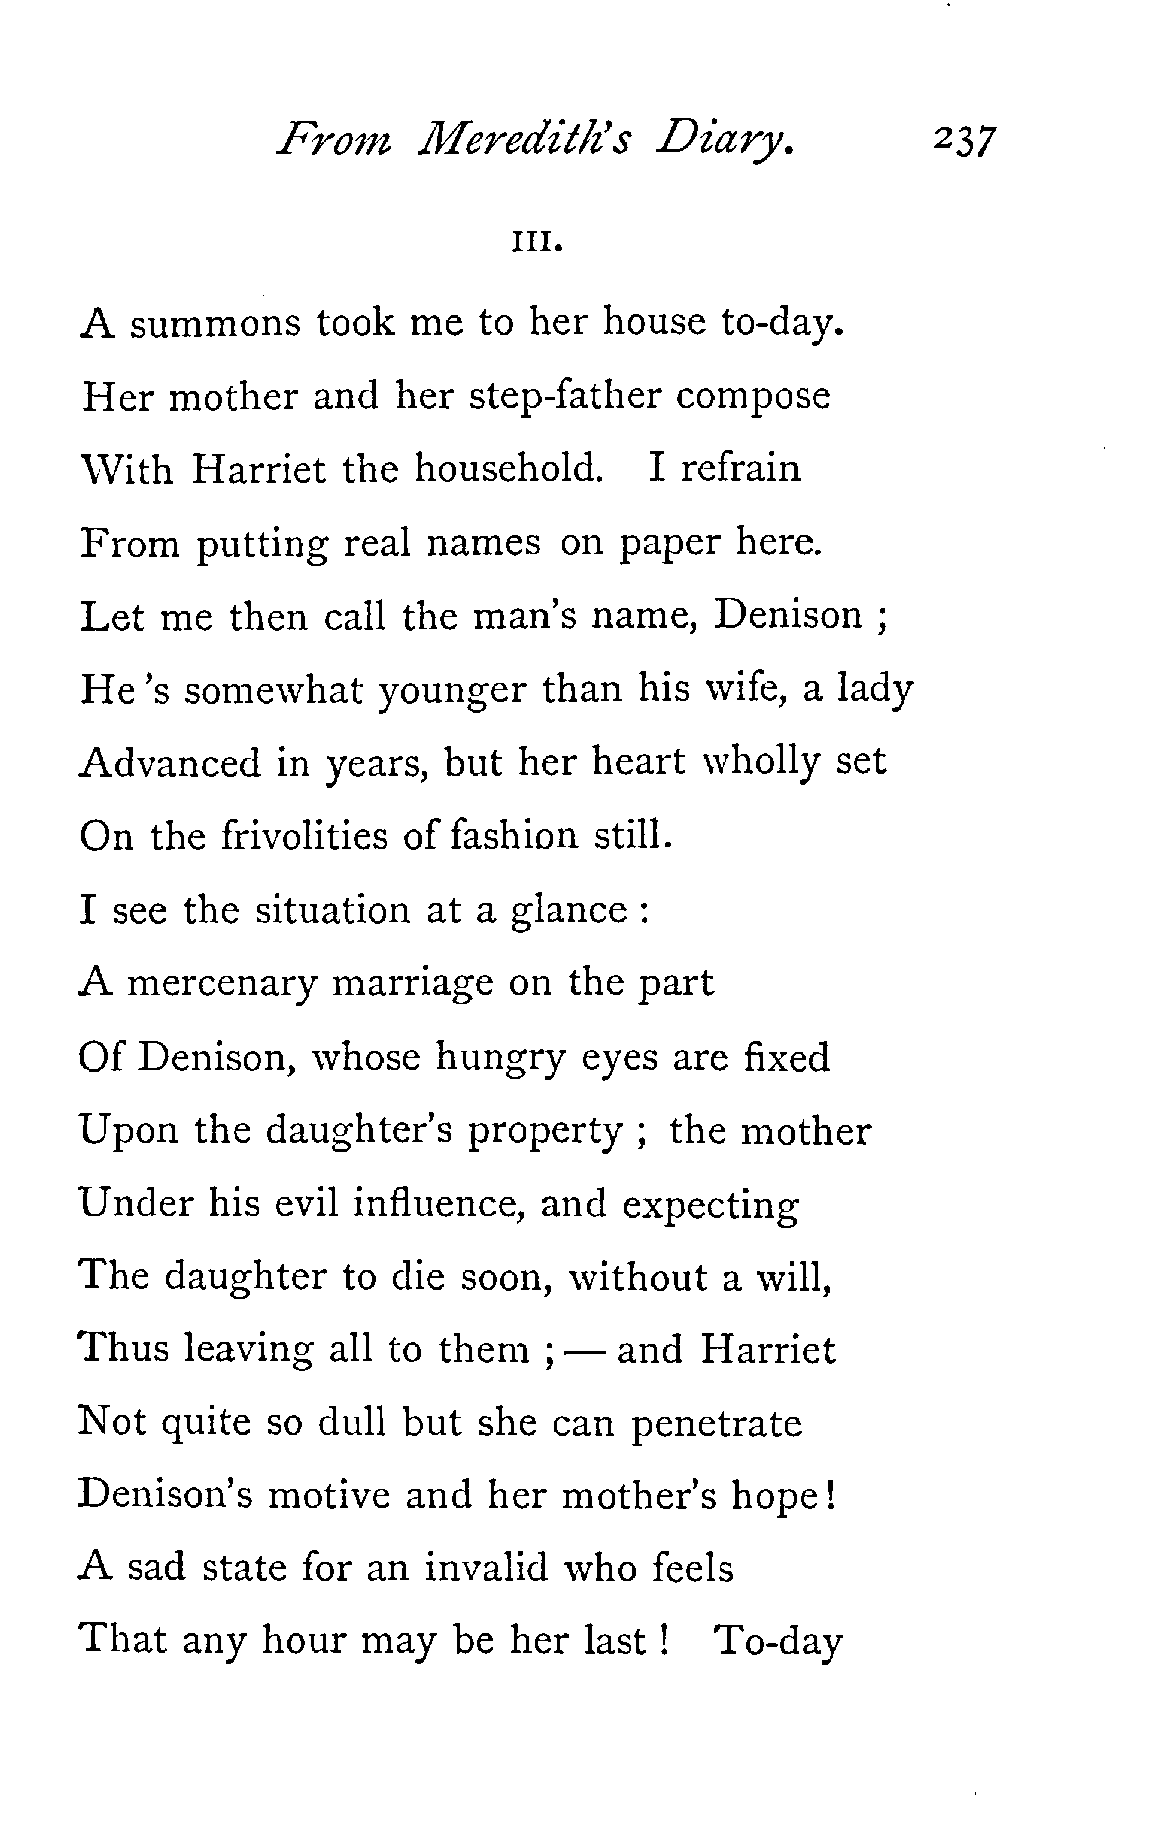 From Meredith's Diary. 237
III.
A summons took me to her house to-day.
Her mother and her step-father compose
With Harriet the household. I refrain
From putting real names on paper here.
Let me then call the man's name, Denison ;
He 's somewhat younger than his wife, a lady
Advanced in years, but her heart wholly set
On the frivolities of fashion still.
I see the situation at a glance :
A mercenary marriage on the part
Of Denison, whose hungry eyes are fixed
Upon the daughter's property ; the mother
Under his evil influence, and expecting
The daughter to die soon, without a will,
Thus leaving all to them ; — and Harriet
Not quite so dull but she can penetrate
Denison's motive and her mother's hope!
A sad state for an invalid who feels
That any hour may be her last ! To-day